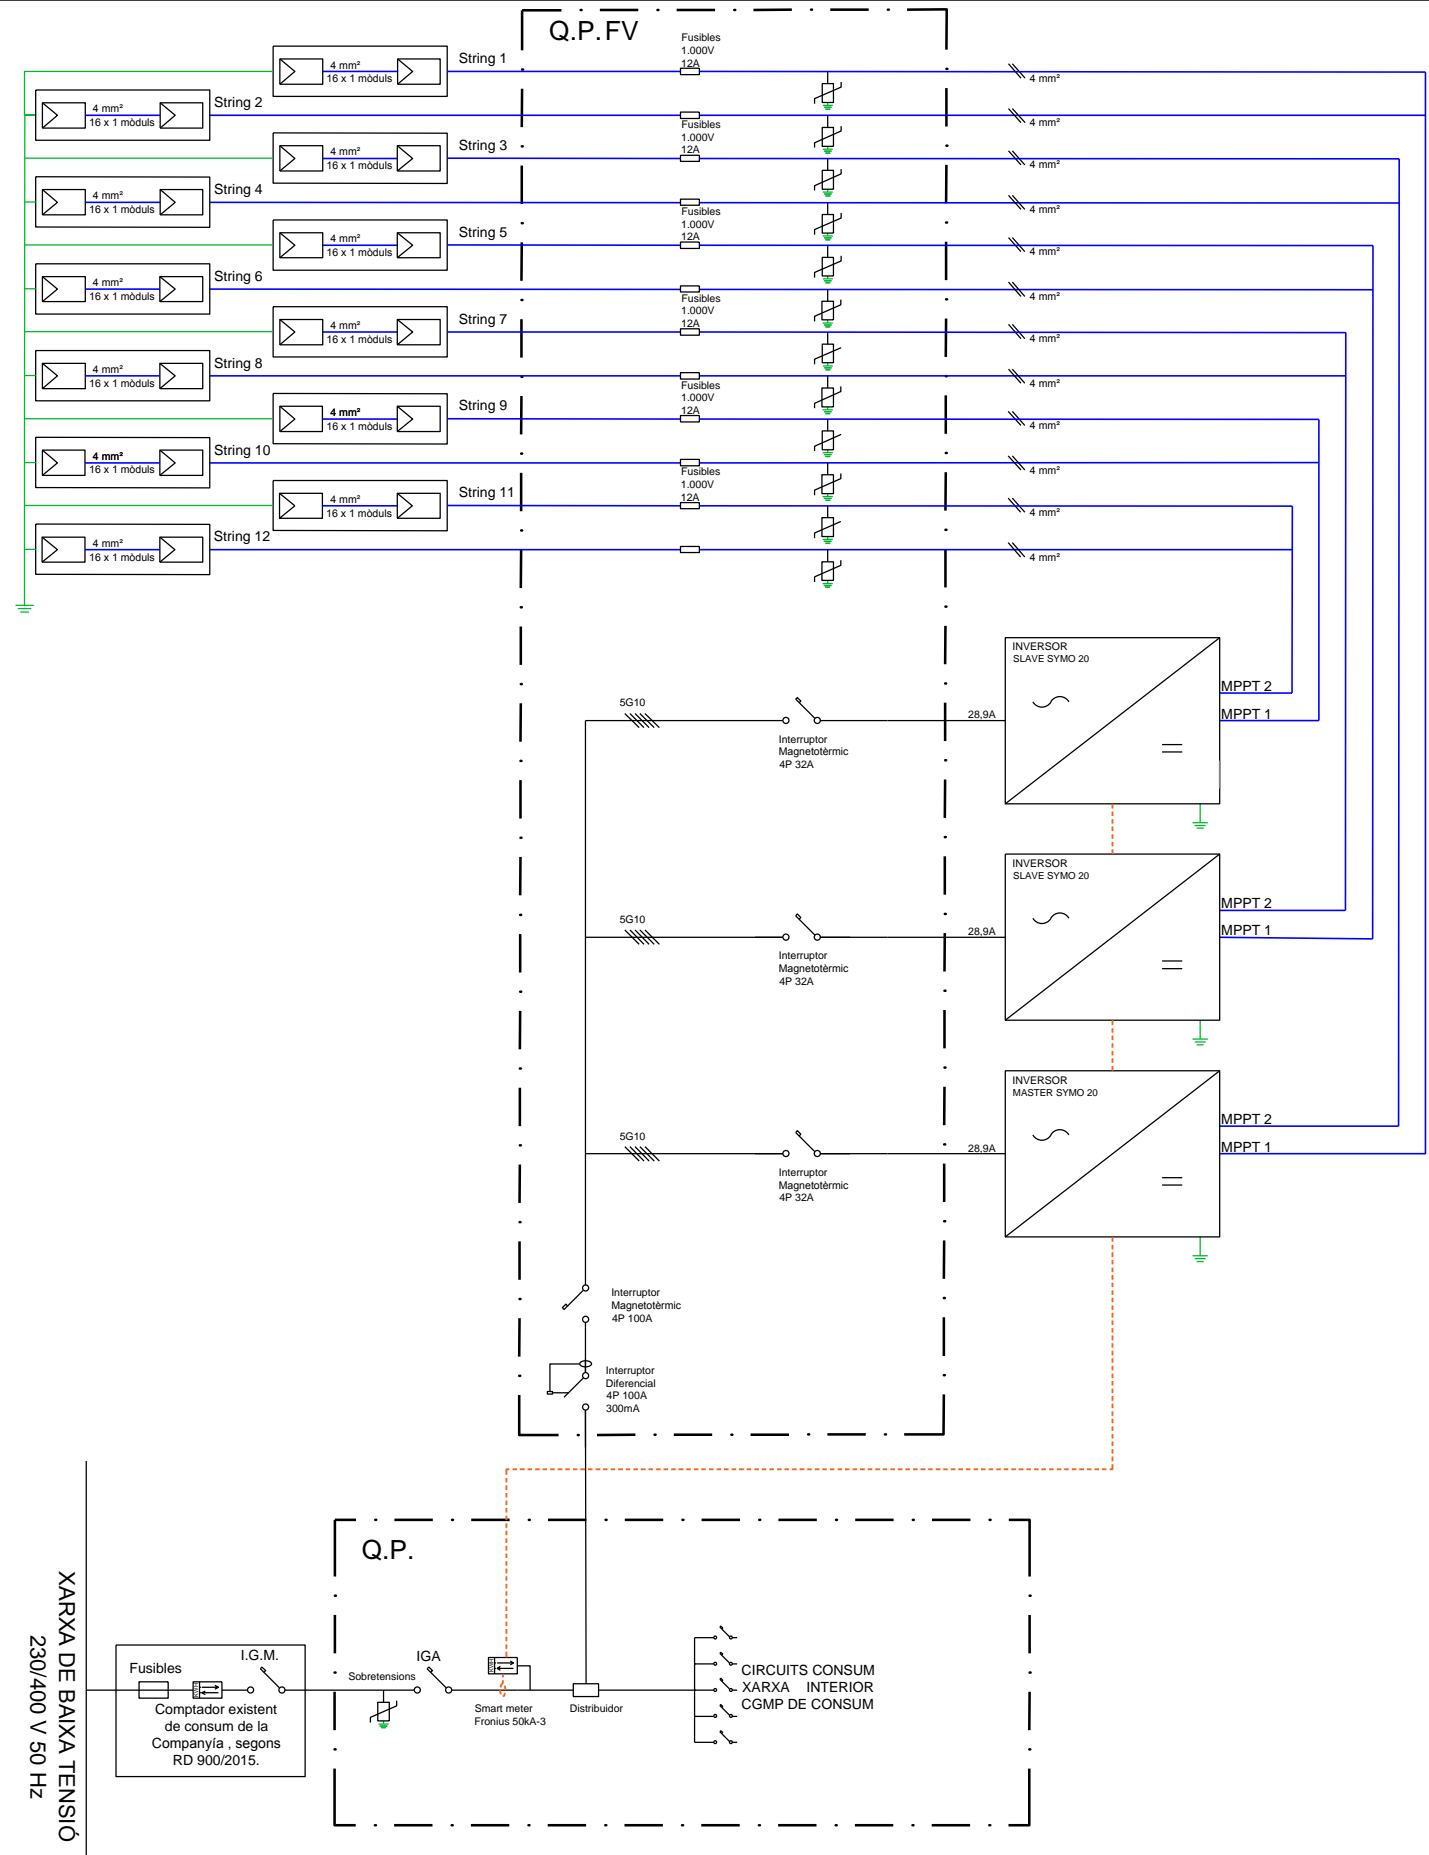 Q.P. FV
String 1
4 mm²
16 x 1 mòduls
Fusibles
1.000V
12A
4 mm²
String 2
4 mm²
16 x 1 mòduls
4 mm²
String 3
4 mm²
16 x 1 mòduls
Fusibles
1.000V
12A
4 mm²
String 4
4 mm²
16 x 1 mòduls
4 mm²
String 5
4 mm²
16 x 1 mòduls
Fusibles
1.000V
12A
4 mm²
String 6
4 mm²
16 x 1 mòduls
4 mm²
String 7
4 mm²
16 x 1 mòduls
Fusibles
1.000V
12A
4 mm²
String 8
4 mm²
16 x 1 mòduls
4 mm²
String 9
4 mm²
16 x 1 mòduls
Fusibles
1.000V
12A
4 mm²
String 10
4 mm²
16 x 1 mòduls
4 mm²
String 11
4 mm²
16 x 1 mòduls
Fusibles
1.000V
12A
4 mm²
String 12
4 mm²
16 x 1 mòduls
4 mm²
INVERSOR
SLAVE SYMO 20
MPPT 2
MPPT 1
28,9A
5G10
Interruptor
Magnetotèrmic
4P 32A
INVERSOR
SLAVE SYMO 20
MPPT 2
MPPT 1
28,9A
5G10
Interruptor
Magnetotèrmic
4P 32A
INVERSOR
MASTER SYMO 20
MPPT 2
MPPT 1
28,9A
5G10
Interruptor
Magnetotèrmic
4P 32A
Interruptor
Magnetotèrmic
4P 100A
Interruptor
Diferencial
4P 100A
300mA
Q.P.
XARXA DE BAIXA TENSIÓ
230/400 V 50 Hz
Fusibles
I.G.M.
Comptador existent
de consum de la
Companyía , segons
RD 900/2015.
Sobretensions
IGA
Smart meter
Fronius 50kA-3
Distribuidor
CIRCUITS CONSUM
XARXA INTERIOR
CGMP DE CONSUM